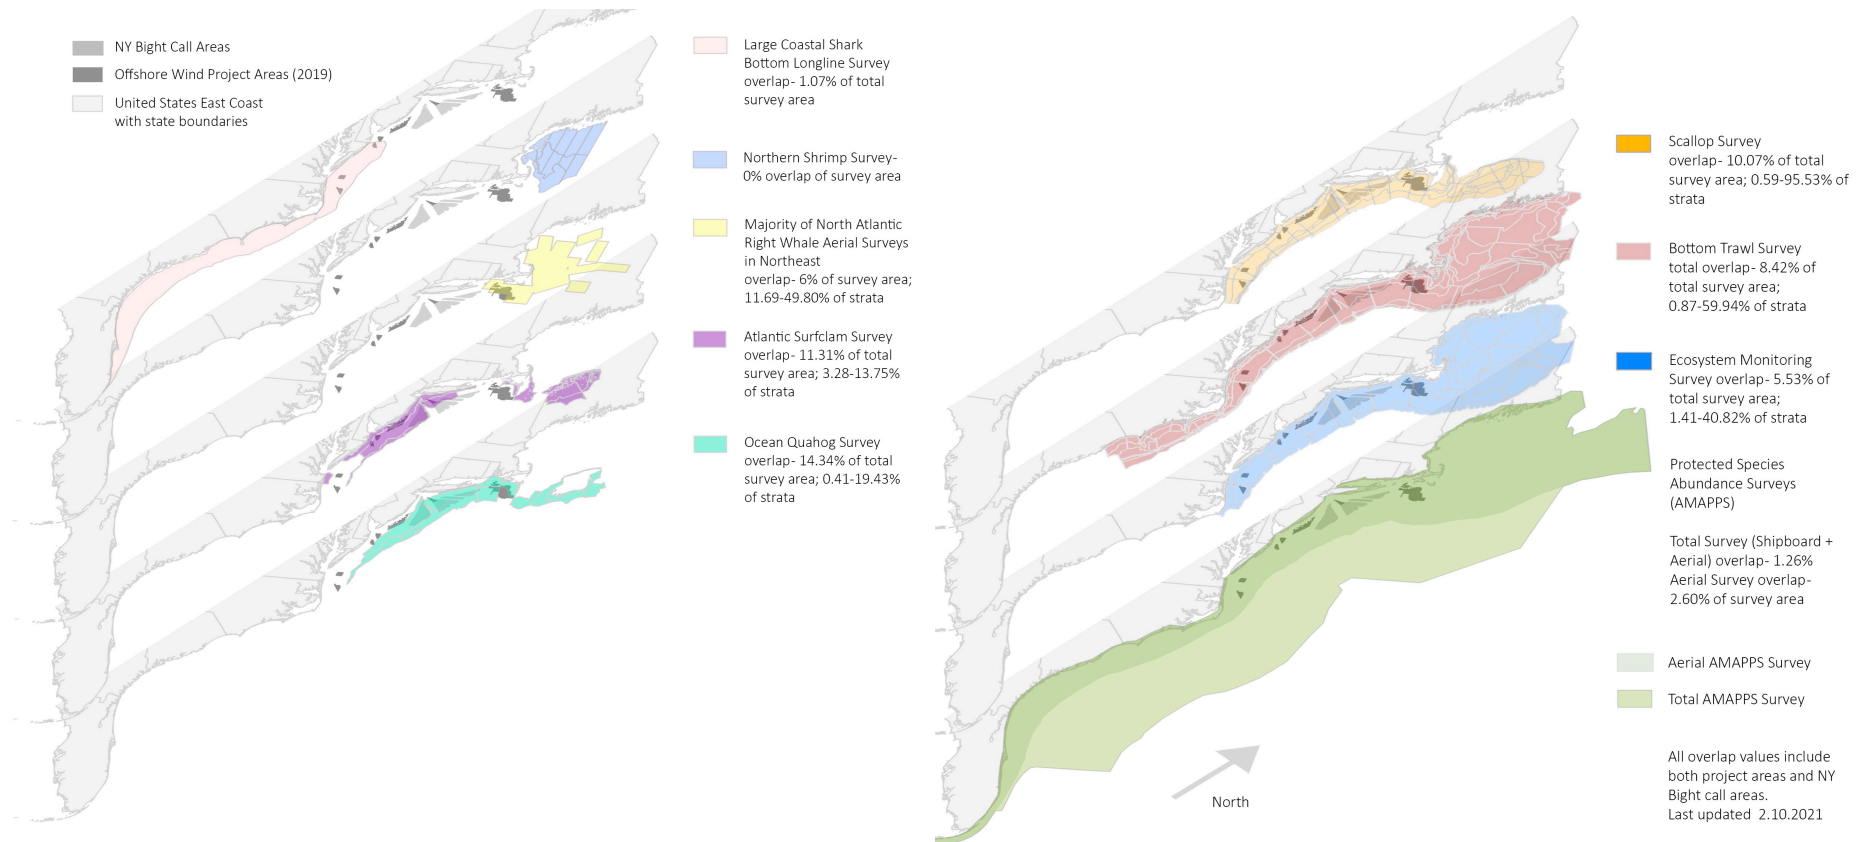 NY Bight Call Areas
Offshore Wind Project Areas (2019)
United States East Coast
with state boundaries
Large Coastal Shark
Bottom Longline Survey
overlap- 1.07% of total
survey area
Northern Shrimp Survey-
0% overlap of survey area
Majority of North Atlantic
Right Whale Aerial Surveys
in Northeast
overlap- 6% of survey area;
11.69-49.80% of strata
Atlantic Surfclam Survey
overlap- 11.31% of total
survey area; 3.28-13.75%
of strata
Ocean Quahog Survey
overlap- 14.34% of total
survey area; 0.41-19.43%
of strata
Scallop Survey
overlap- 10.07% of total
survey area; 0.59-95.53% of
strata
Bottom Trawl Survey
total overlap- 8.42% of
total survey area;
0.87-59.94% of strata
Ecosystem Monitoring
Survey overlap- 5.53% of
total survey area;
1.41-40.82% of strata
Protected Species
Abundance Surveys
(AMAPPS)
Total Survey (Shipboard +
Aerial) overlap- 1.26%
Aerial Survey overlap-
2.60% of survey area
Aerial AMAPPS Survey
Total AMAPPS Survey
All overlap values include
both project areas and NY
Bight call areas.
Last updated 2.10.2021
North